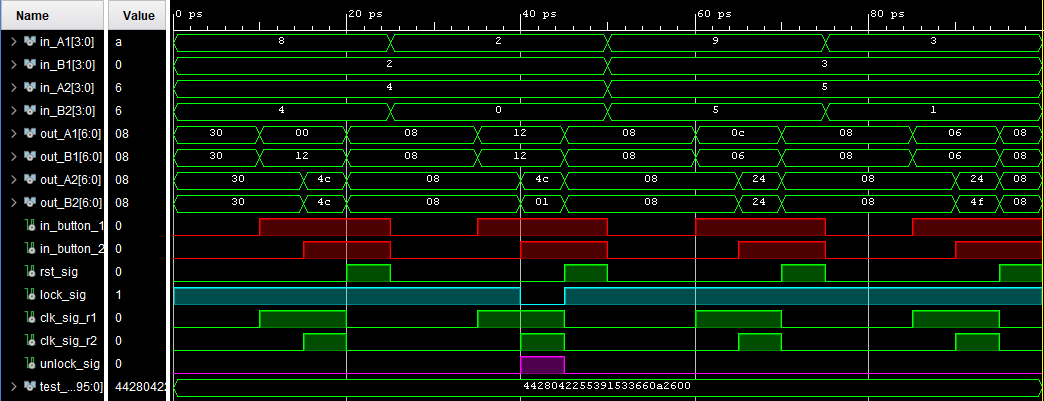 Name Value 0 ps 20 ps 40 ps 60 ps 80 ps
in_A1[3:0] a 8 2 9 3
in_B1[3:0] 0 2 3
in_A2[3:0] 6 4 5
in_B2[3:0] 6 4 0 5 1
out_A1[6:0] 08 30 00 08 12 08 0c 08 06 08
out_B1[6:0] 08 30 12 08 12 08 06 08 06 08
out_A2[6:0] 08 30 4c 08 4c 08 24 08 24 08
out_B2[6:0] 08 30 4c 08 01 08 24 08 4f 08
in_button_1 0
in_button_2 0
rst_sig 0
lock_sig 1
clk_sig_r1 0
clk_sig_r2 0
unlock_sig 0
test_...95:0] 4428042 4428042255391533660a2600